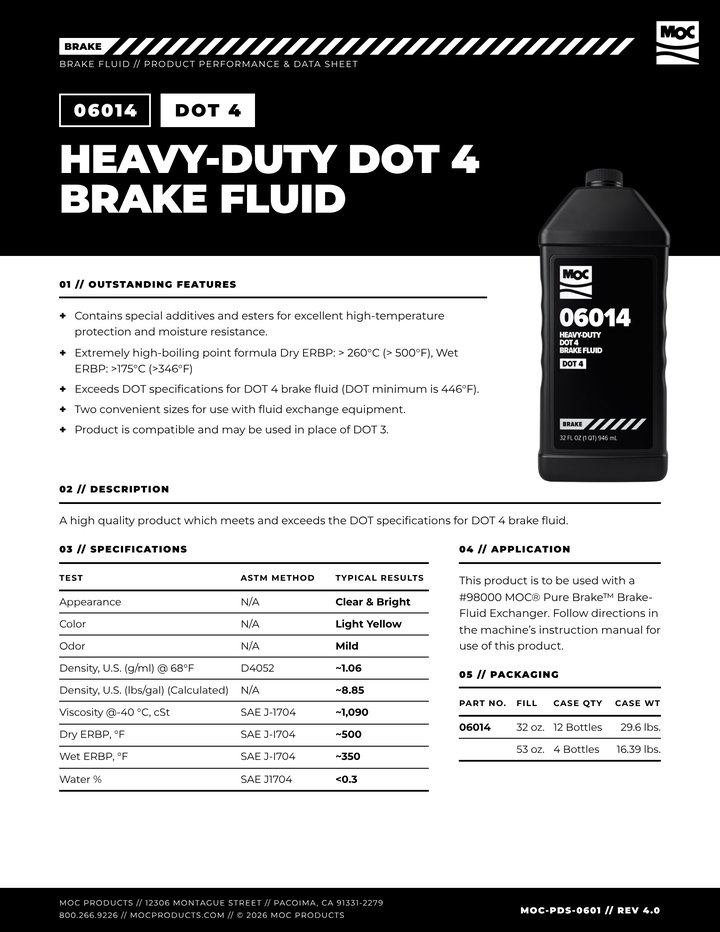 BRAKE
BRAKE FLUID // PRODUCT PERFORMANCE & DATA SHEET
MOC
06014
DOT 4
HEAVY-DUTY DOT 4
BRAKE FLUID
01 // OUTSTANDING FEATURES
+ Contains special additives and esters for excellent high-temperature
protection and moisture resistance.
+ Extremely high-boiling point formula Dry ERBP: > 260°C (> 500°F), Wet
ERBP: >175°C (>346°F)
+ Exceeds DOT specifications for DOT 4 brake fluid (DOT minimum is 446°F).
+ Two convenient sizes for use with fluid exchange equipment.
+ Product is compatible and may be used in place of DOT 3.
MOC
06014
HEAVY-DUTY
DOT 4
BRAKE FLUID
DOT 4
BRAKE
32 FL OZ (1 QT) 946 mL
02 // DESCRIPTION
A high quality product which meets and exceeds the DOT specifications for DOT 4 brake fluid.
03 // SPECIFICATIONS
TEST ASTM METHOD TYPICAL RESULTS
Appearance N/A Clear & Bright
Color N/A Light Yellow
Odor N/A Mild
Density, U.S. (g/ml) @ 68°F D4052 ~1.06
Density, U.S. (lbs/gal) (Calculated) N/A ~8.85
Viscosity @-40 °C, cSt SAE J-1704 ~1,090
Dry ERBP, °F SAE J-1704 ~500
Wet ERBP, °F SAE J-1704 ~350
Water % SAE J1704 <0.3
04 // APPLICATION
This product is to be used with a
#98000 MOC® Pure Brake™ Brake-
Fluid Exchanger. Follow directions in
the machine's instruction manual for
use of this product.
05 // PACKAGING
PART NO. FILL CASE QTY CASE WT
06014 32 oz. 12 Bottles 29.6 lbs.
53 oz. 4 Bottles 16.39 lbs.
MOC PRODUCTS // 12306 MONTAGUE STREET // PACOIMA, CA 91331-2279
800.266.9226 // MOCPRODUCTS.COM // © 2026 MOC PRODUCTS
MOC-PDS-0601 // REV 4.0